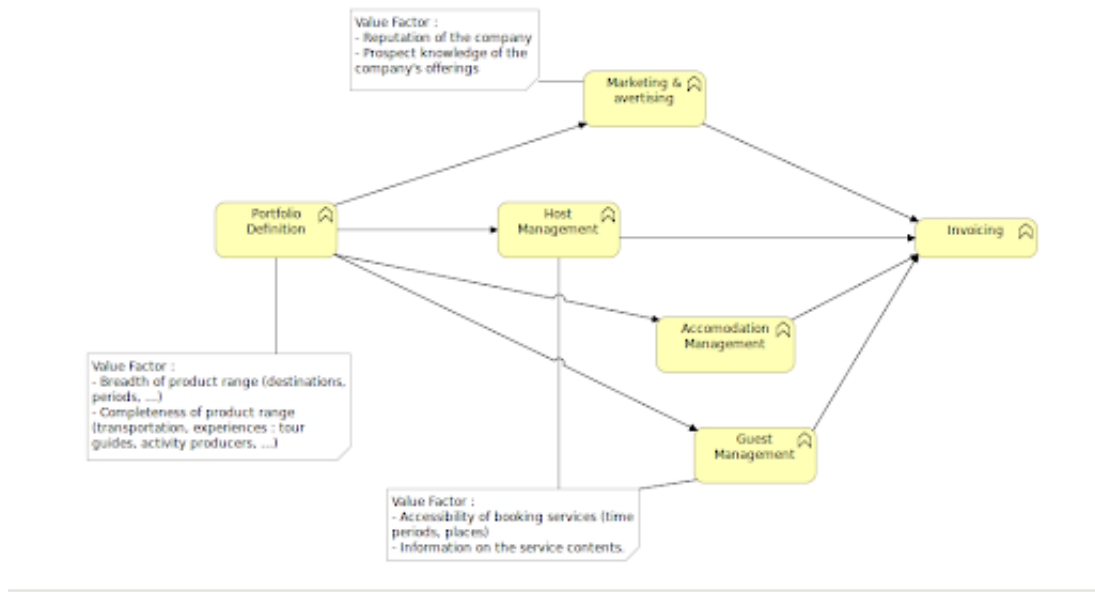 Value Factor :
- Reputation of the company
- Prospect knowledge of the
company's offerings
Marketing &
avertising
Portfolio
Definition
Host
Management
Invoicing
Accomodation
Management
Value Factor :
- Breadth of product range (destinations,
periods, ...)
- Completeness of product range
(transportation, experiences : tour
guides, activity producers, ...)
Guest
Management
Value Factor :
- Accessibility of booking services (time
periods, places)
- Information on the service contents.